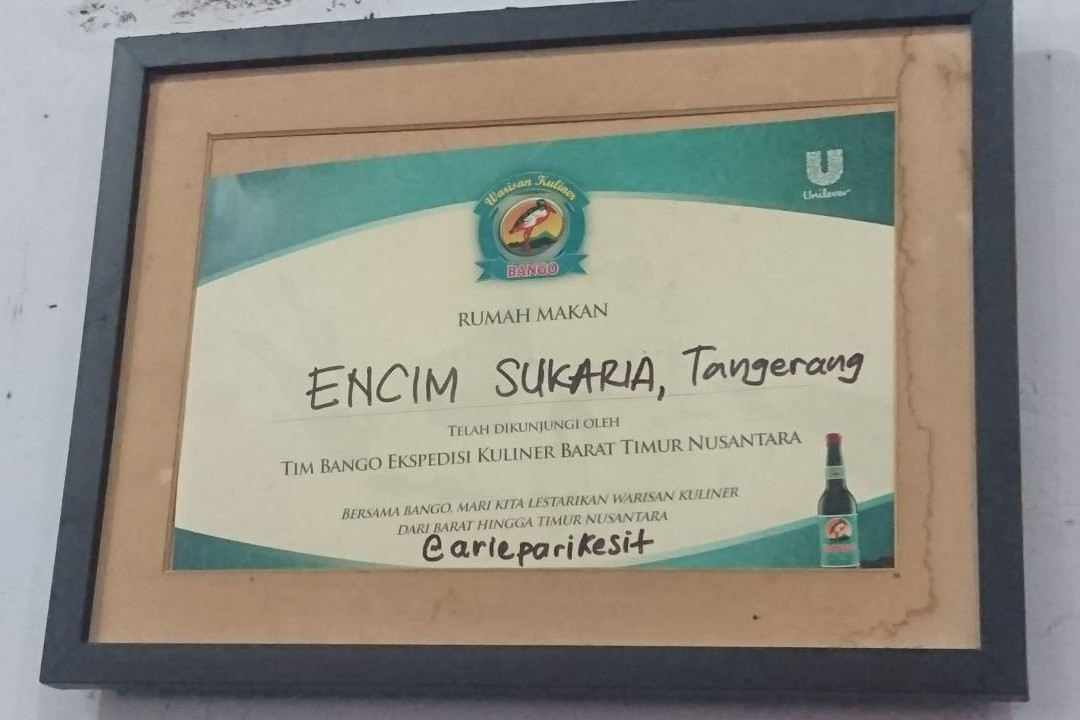 Unilever
Warisan Kuliner
BANGO
RUMAH MAKAN
ENCIM SUKARIA, Tangerang
TELAH DIKUNJUNGI OLEH
TIM BANGO EKSPEDISI KULINER BARAT TIMUR NUSANTARA
BERSAMA BANGO, MARI KITA LESTARIKAN WARISAN KULINER
DARI BARAT HINGGA TIMUR NUSANTARA
@arieparikesit
BANGO